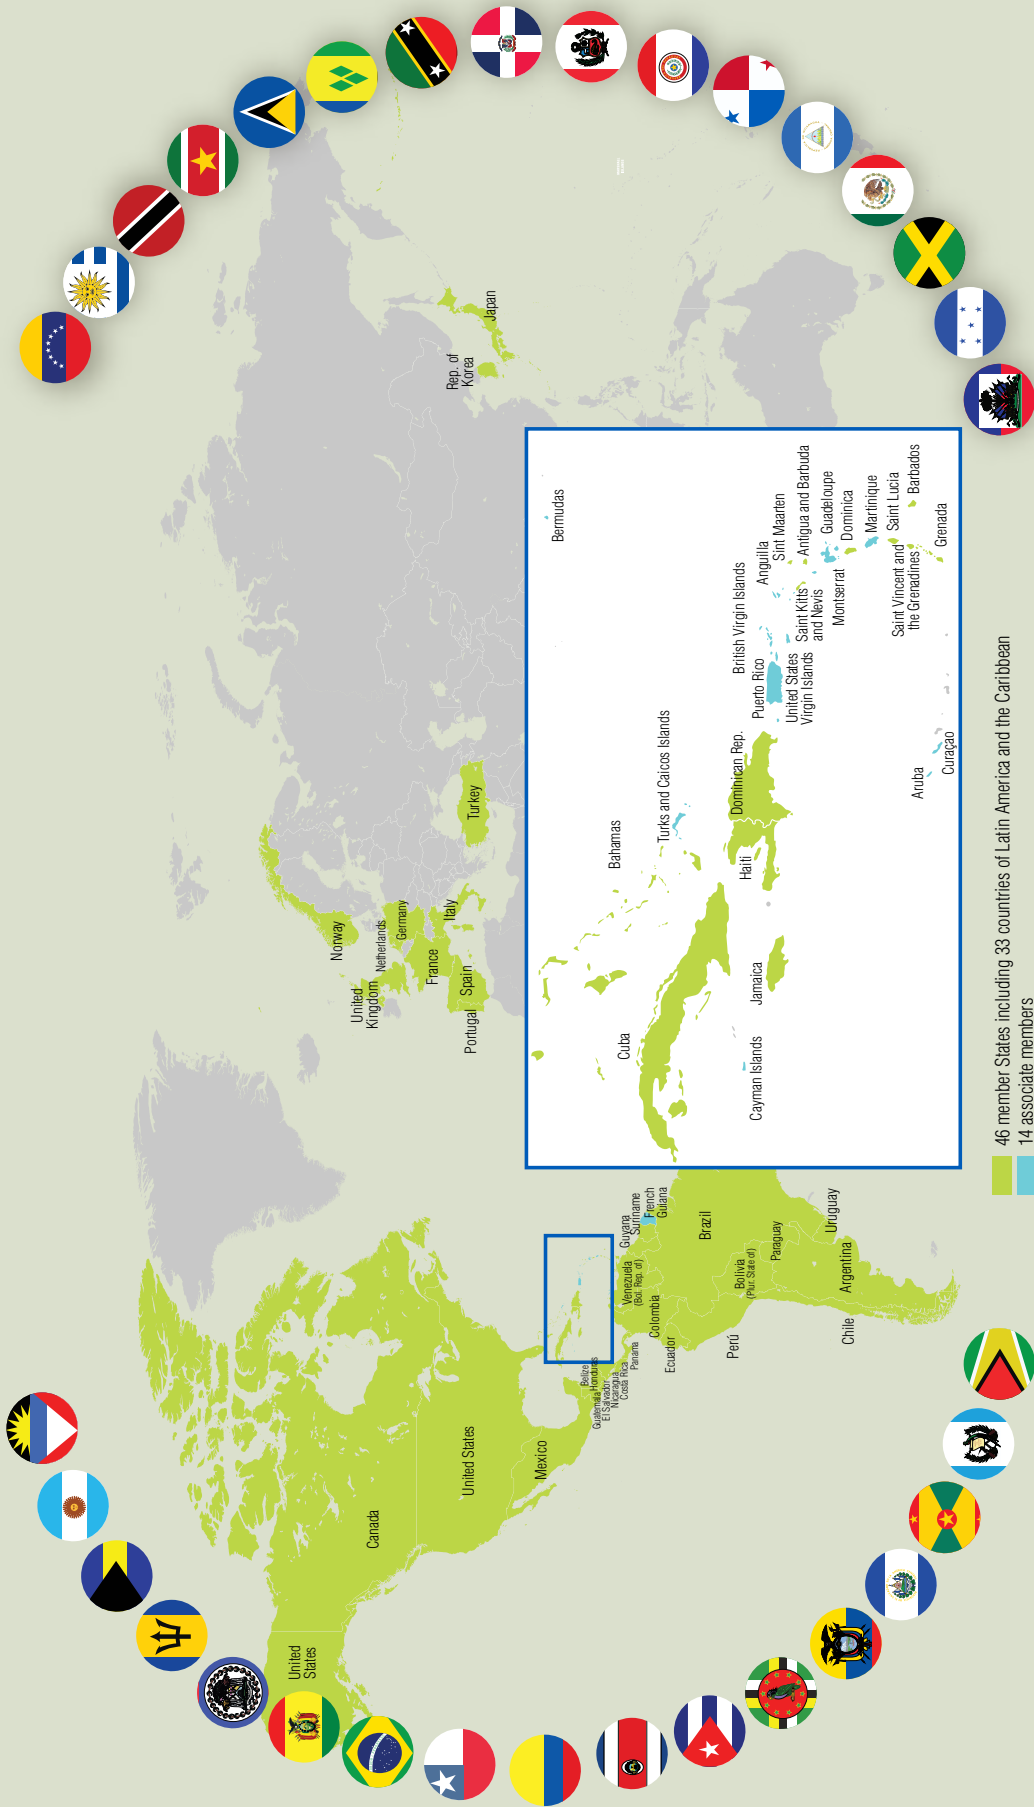 Canada
United
States
United States
Mexico
Belize
Honduras
Guatemala
El Salvador
Nicaragua
Costa Rica
Panama
Guyana
Suriname
French
Guiana
Venezuela
(Bol. Rep. of)
Colombia
Ecuador
Perú
Brazil
Bolivia
(Plur. State of)
Paraguay
Uruguay
Argentina
Chile
Norway
United
Kingdom
Netherlands
Germany
France
Italy
Spain
Portugal
Turkey
Rep. of
Korea
Japan
Bermudas
Bahamas
Turks and Caicos Islands
Cuba
Cayman Islands
Jamaica
Haiti
Dominican Rep.
Puerto Rico
British Virgin Islands
United States
Virgin Islands
Anguilla
Sint Maarten
Saint Kitts
and Nevis
Antigua and Barbuda
Montserrat
Guadeloupe
Dominica
Martinique
Saint Lucia
Saint Vincent and
the Grenadines
Barbados
Grenada
Aruba
Curaçao
46 member States including 33 countries of Latin America and the Caribbean
14 associate members